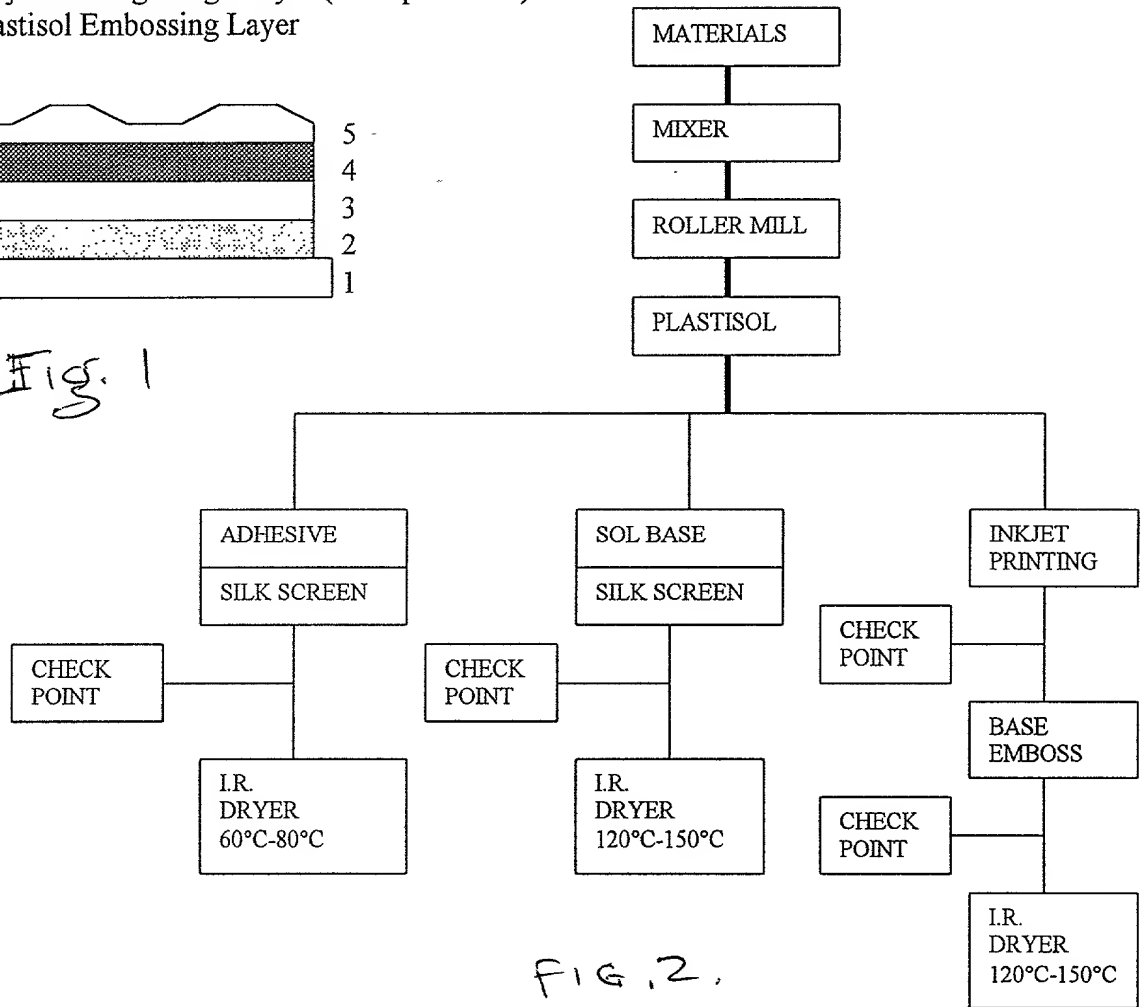 Plastisol Embossing Layer
5
4
3
2
1
Fig. 1
MATERIALS
MIXER
ROLLER MILL
PLASTISOL
ADHESIVE
SILK SCREEN
CHECK
POINT
I.R.
DRYER
60°C-80°C
SOL BASE
SILK SCREEN
CHECK
POINT
I.R.
DRYER
120°C-150°C
INKJET
PRINTING
CHECK
POINT
BASE
EMBOSS
CHECK
POINT
I.R.
DRYER
120°C-150°C
FIG.2.